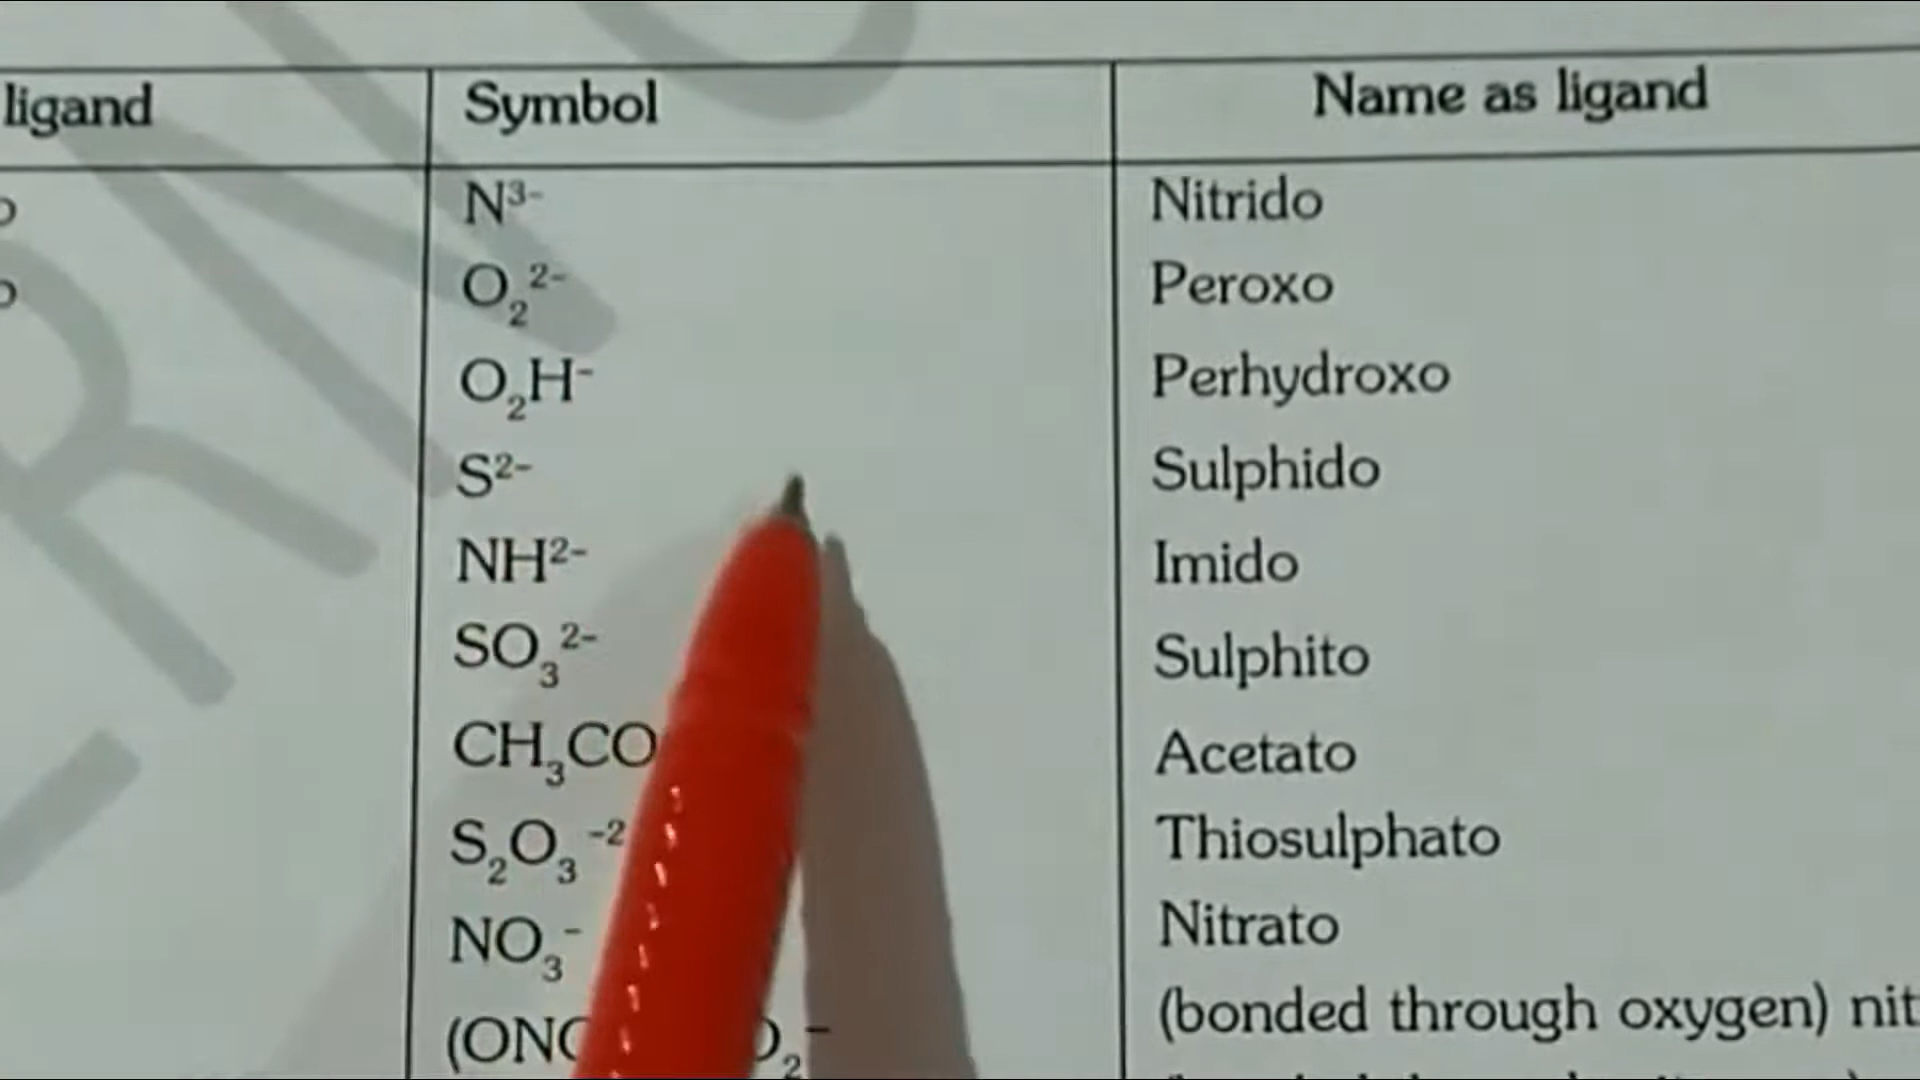 ligand Symbol Name as ligand
N³⁻ Nitrido
O₂²⁻ Peroxo
O₂H⁻ Perhydroxo
S²⁻ Sulphido
NH²⁻ Imido
SO₃²⁻ Sulphito
CH₃CO Acetato
S₂O₃⁻² Thiosulphato
NO₃⁻ Nitrato
(bonded through oxygen)